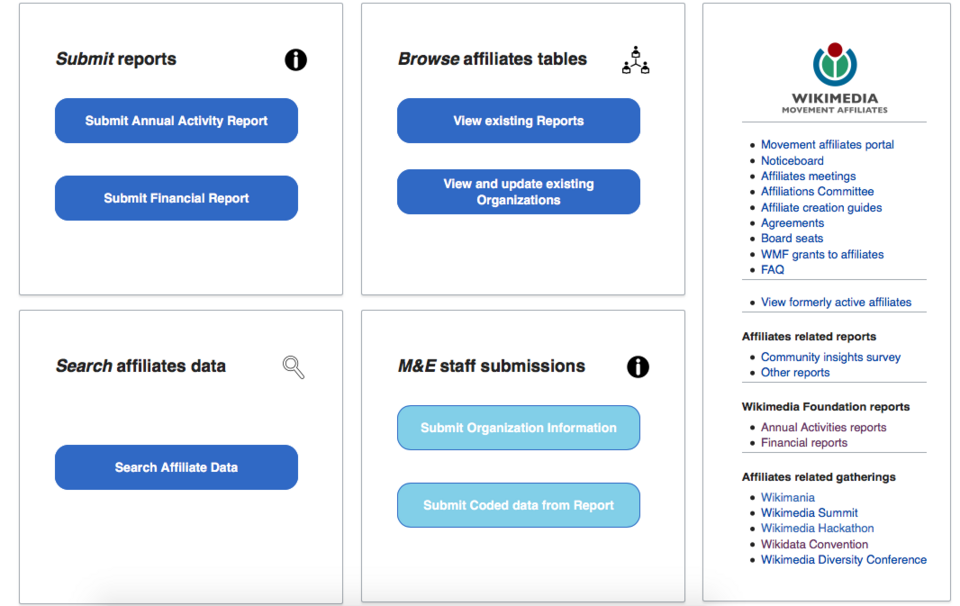 Submit reports
Submit Annual Activity Report
Submit Financial Report
Browse affiliates tables
View existing Reports
View and update existing
Organizations
Search affiliates data
Search Affiliate Data
M&E staff submissions
Submit Organization Information
Submit Coded data from Report
WIKIMEDIA
MOVEMENT AFFILIATES
Movement affiliates portal
Noticeboard
Affiliates meetings
Affiliations Committee
Affiliate creation guides
Agreements
Board seats
WMF grants to affiliates
FAQ
View formerly active affiliates
Affiliates related reports
Community insights survey
Other reports
Wikimedia Foundation reports
Annual Activities reports
Financial reports
Affiliates related gatherings
Wikimania
Wikimedia Summit
Wikimedia Hackathon
Wikidata Convention
Wikimedia Diversity Conference